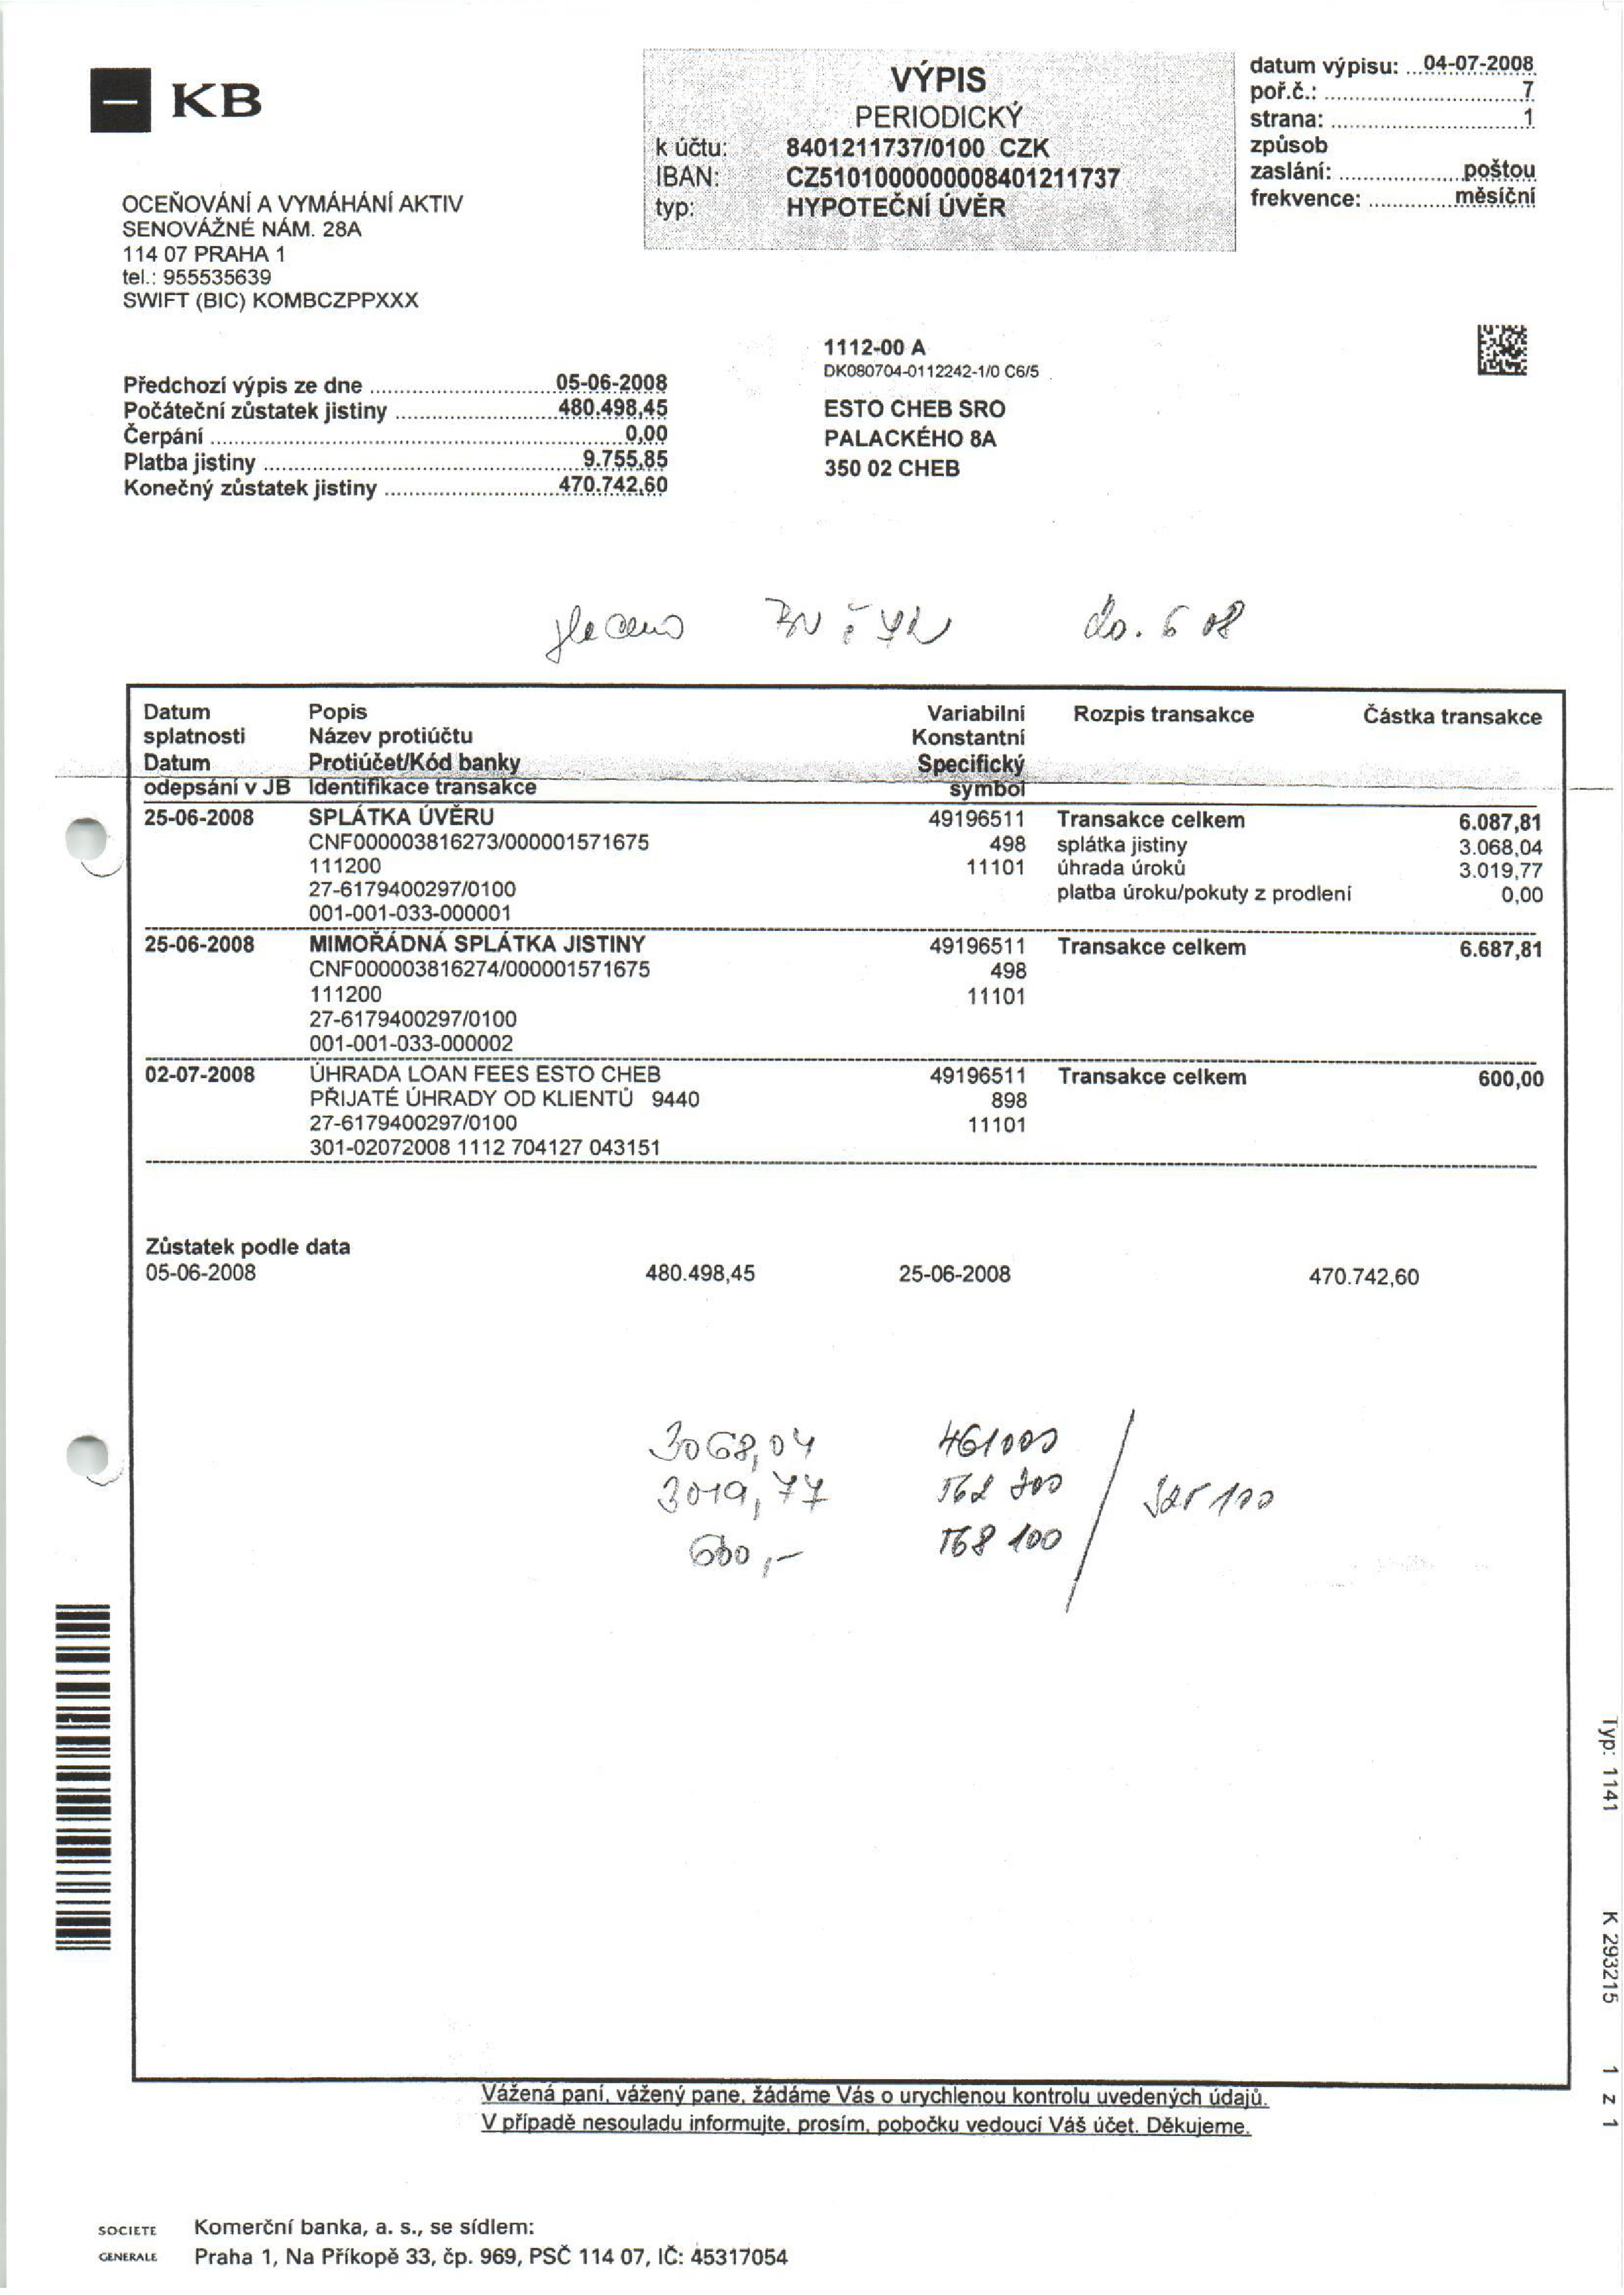 KB
VÝPIS
PERIODICKÝ
k účtu: 8401211737/0100 CZK
IBAN: CZ5101000000008401211737
typ: HYPOTEČNÍ ÚVĚR
datum výpisu: ...04-07-2008
poř.č.: ............................7
strana: ............................1
způsob
zaslání: .................poštou
frekvence: ............měsíční
OCEŇOVÁNÍ A VYMÁHÁNÍ AKTIV
SENOVÁŽNÉ NÁM. 28A
114 07 PRAHA 1
tel.: 955535639
SWIFT (BIC) KOMBCZPPXXX
Předchozí výpis ze dne ............................05-06-2008
Počáteční zůstatek jistiny ........................480.498,45
Čerpání ............................0,00
Platba jistiny ............................9.755,85
Konečný zůstatek jistiny ..........................470.742,60
1112-00 A
DK080704-0112242-1/0 C6/5
ESTO CHEB SRO
PALACKÉHO 8A
350 02 CHEB
Datum Popis Variabilní Rozpis transakce Částka transakce
splatnosti Název protiúčtu Konstantní
Datum Protiúčet/Kód banky Specifický
odepsání v JB Identifikace transakce symbol
25-06-2008 SPLÁTKA ÚVĚRU 49196511 Transakce celkem 6.087,81
CNF000003816273/000001571675 498 splátka jistiny 3.068,04
111200 11101 úhrada úroků 3.019,77
27-6179400297/0100 platba úroku/pokuty z prodlení 0,00
001-001-033-000001
25-06-2008 MIMOŘÁDNÁ SPLÁTKA JISTINY 49196511 Transakce celkem 6.687,81
CNF000003816274/000001571675 498
111200 11101
27-6179400297/0100
001-001-033-000002
02-07-2008 ÚHRADA LOAN FEES ESTO CHEB 49196511 Transakce celkem 600,00
PŘIJATÉ ÚHRADY OD KLIENTŮ 9440 898
27-6179400297/0100 11101
301-02072008 1112 704127 043151
Zůstatek podle data
05-06-2008 480.498,45 25-06-2008 470.742,60
3068,04 461000
3019,77
600,- 568 100
Typ: 1141 K 293215 1 z 1
Vážená paní, vážený pane, žádáme Vás o urychlenou kontrolu uvedených údajů.
V případě nesouladu informujte, prosím, pobočku vedoucí Váš účet. Děkujeme.
SOCIETE GENERALE
Komerční banka, a. s., se sídlem:
Praha 1, Na Příkopě 33, čp. 969, PSČ 114 07, IČ: 45317054